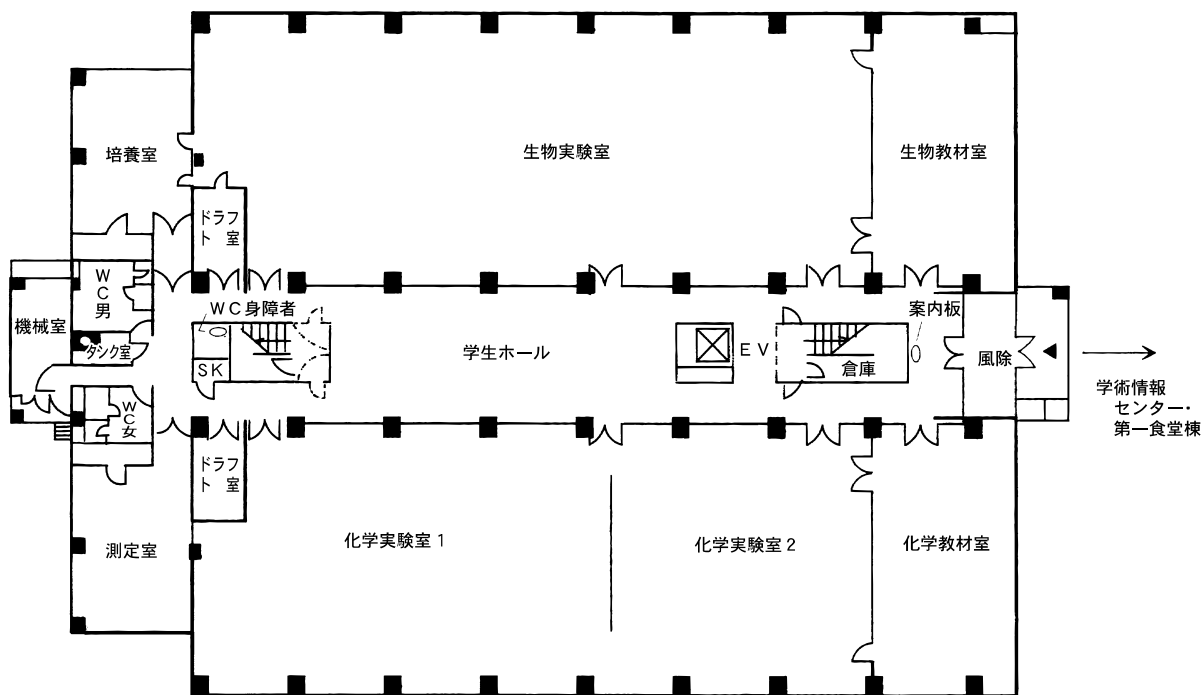 培養室
生物実験室
生物教材室
ドラフ
ト 室
WC男
WC身障者
案内板
機械室
タンク室
学生ホール
EV
風除
SK
倉庫
学術情報
センター・
第一食堂棟
WC女
ドラフ
ト 室
測定室
化学実験室1
化学実験室2
化学教材室